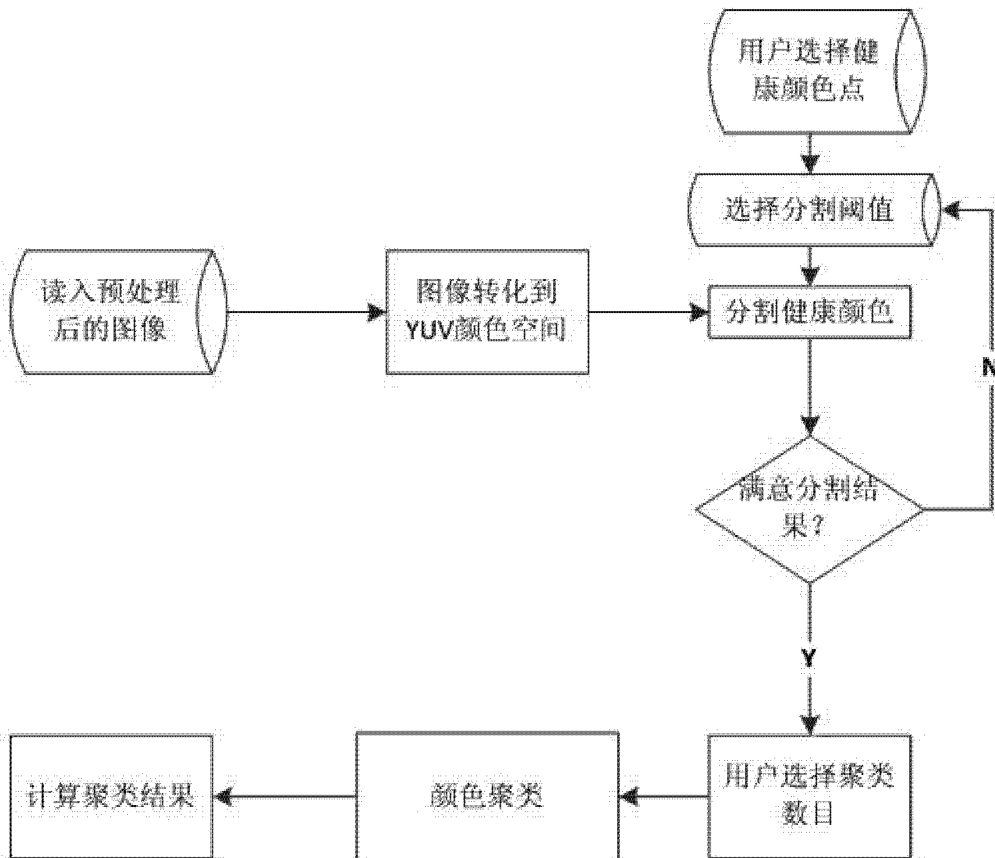 用户选择健
康颜色点
选择分割阈值
读入预处理
后的图像
图像转化到
YUV颜色空间
分割健康颜色
N
满意分割结
果？
Y
用户选择聚类
数目
颜色聚类
计算聚类结果